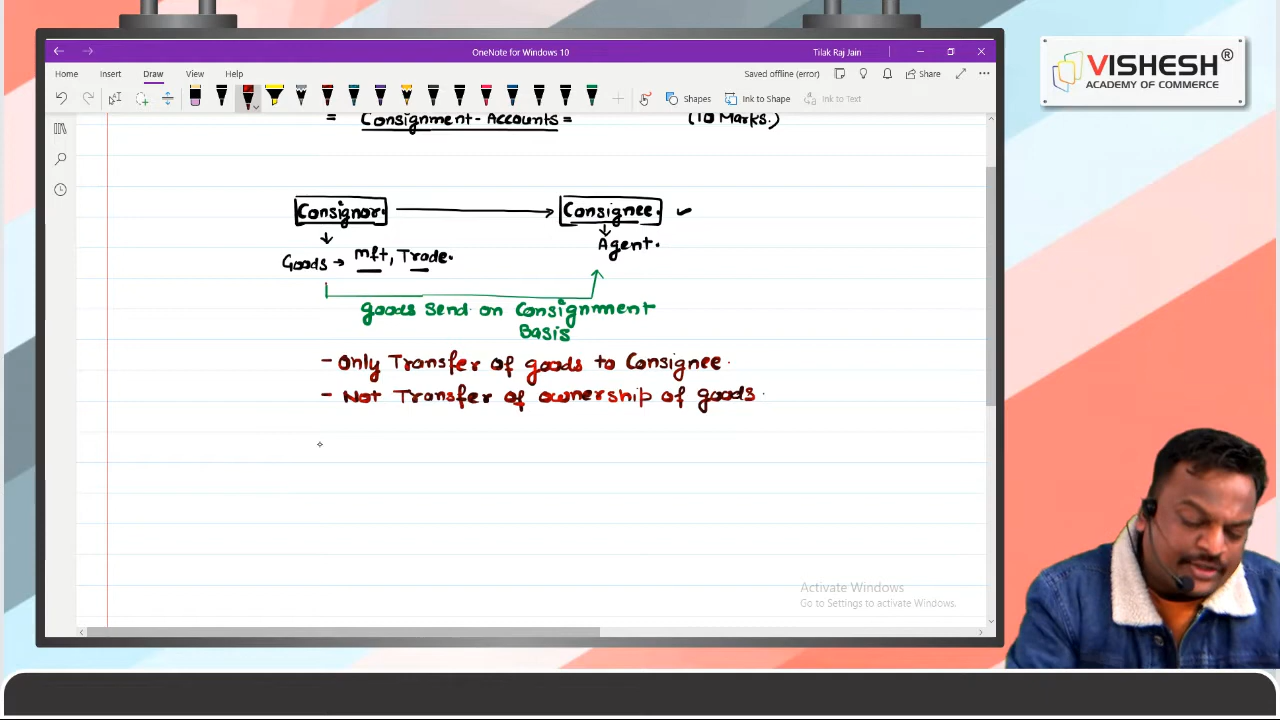 OneNote for Windows 10
Tilak Raj Jain
VISHESH®
ACADEMY OF COMMERCE
Home Insert Draw View Help
Saved offline (error)
Share
Shapes
Ink to Shape
Ink to Text
= Consignment - Accounts = (10 Marks.)
Consignor. Consignee.
Agent.
Goods → mft, Trade.
goods Send on Consignment
Basis
- Only Transfer of goods to Consignee.
- Not Transfer of ownership of goods.
Activate Windows
Go to Settings to activate Windows.